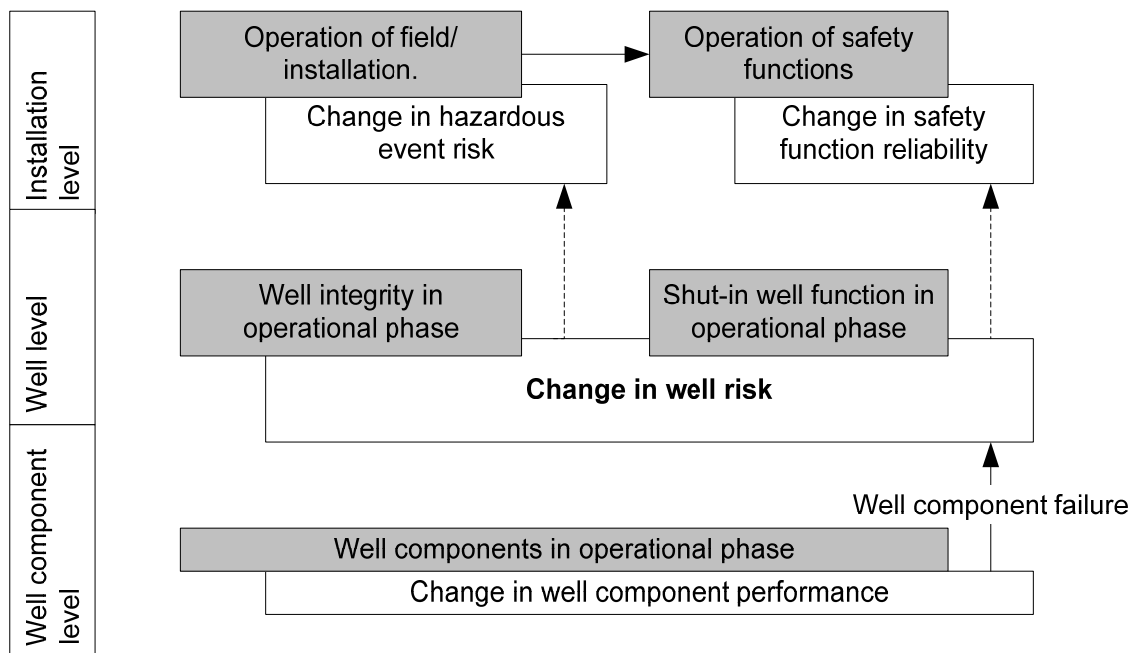 Installation
level
Operation of field/
installation.
Change in hazardous
event risk
Operation of safety
functions
Change in safety
function reliability
Well level
Well integrity in
operational phase
Shut-in well function in
operational phase
Change in well risk
Well component failure
Well component
level
Well components in operational phase
Change in well component performance